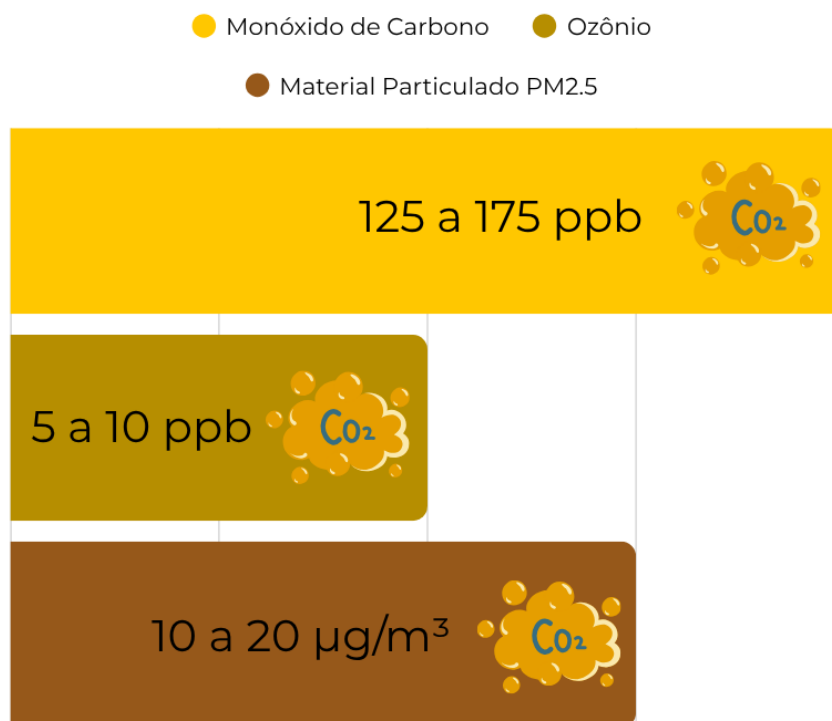 Monóxido de Carbono
Ozônio
Material Particulado PM2.5
125 a 175 ppb
CO₂
5 a 10 ppb
CO₂
10 a 20 µg/m³
CO₂